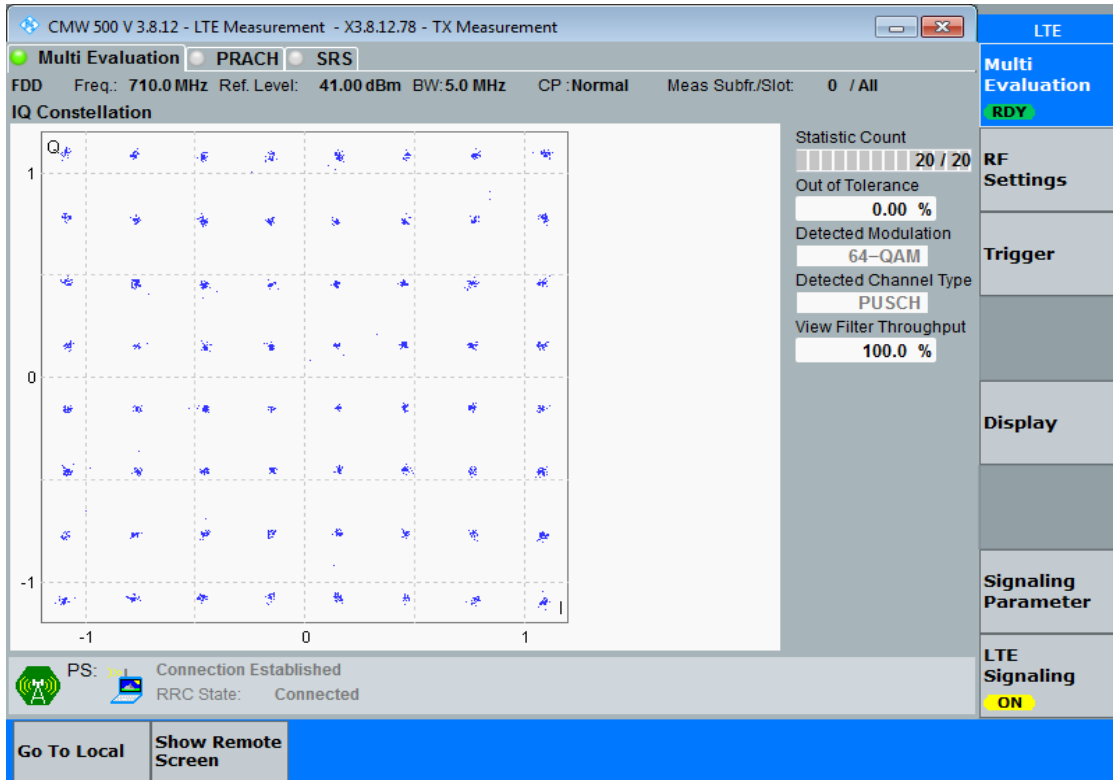 CMW 500 V 3.8.12 - LTE Measurement - X3.8.12.78 - TX Measurement
LTE
Multi Evaluation PRACH SRS
Multi
Evaluation
RDY
FDD Freq.: 710.0 MHz Ref. Level: 41.00 dBm BW: 5.0 MHz CP : Normal Meas Subfr./Slot: 0 / All
IQ Constellation
Q
1
0
-1
I
-1 0 1
Statistic Count
20 / 20
Out of Tolerance
0.00 %
Detected Modulation
64-QAM
Detected Channel Type
PUSCH
View Filter Throughput
100.0 %
RF
Settings
Trigger
Display
Signaling
Parameter
LTE
Signaling
ON
PS: Connection Established
RRC State: Connected
Go To Local
Show Remote
Screen